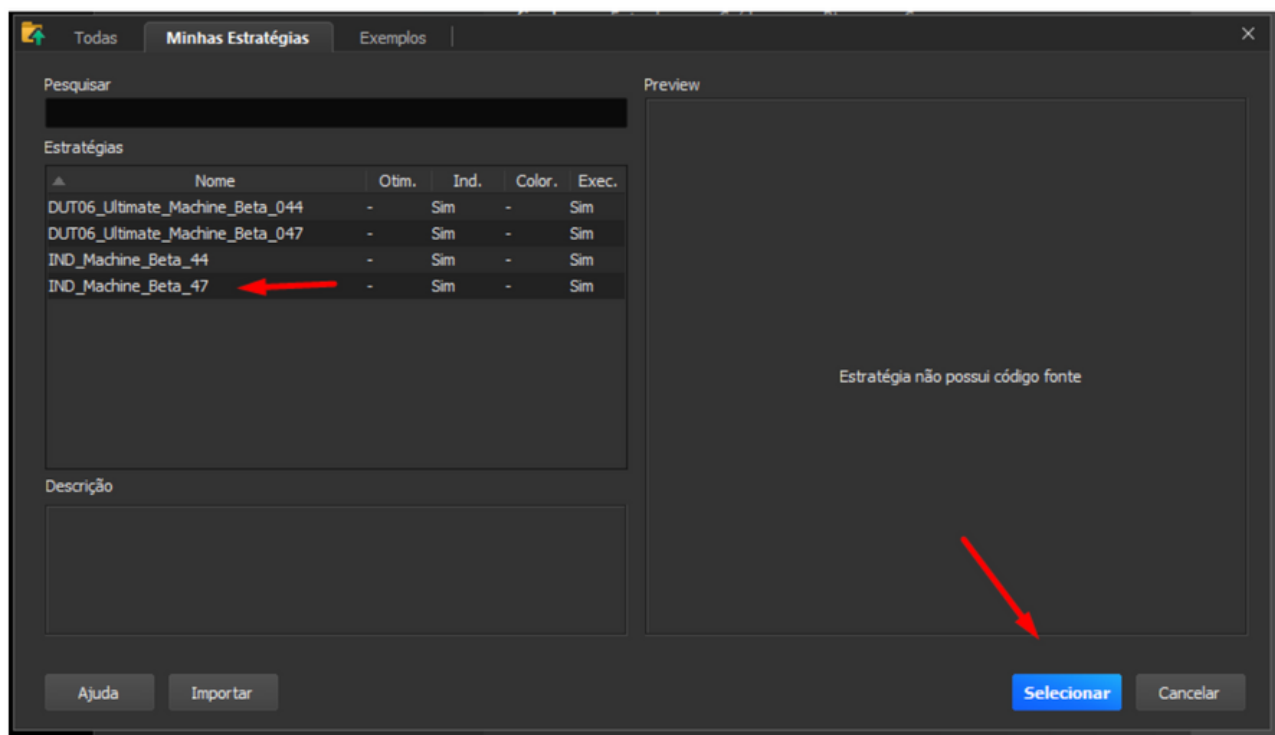 Todas Minhas Estratégias Exemplos
Pesquisar
Preview
Estratégias
Nome Otim. Ind. Color. Exec.
DUT06_Ultimate_Machine_Beta_044 - Sim - Sim
DUT06_Ultimate_Machine_Beta_047 - Sim - Sim
IND_Machine_Beta_44 - Sim - Sim
IND_Machine_Beta_47 - Sim - Sim
Estratégia não possui código fonte
Descrição
Ajuda Importar Selecionar Cancelar